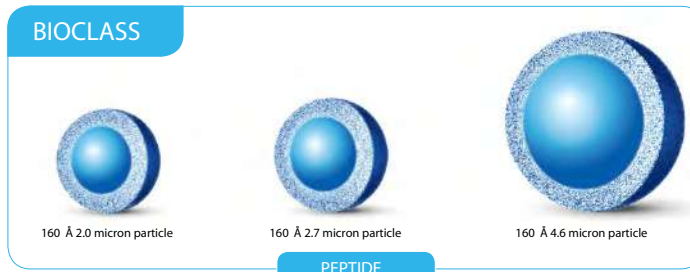 BIOCLASS
160 Å 2.0 micron particle
160 Å 2.7 micron particle
160 Å 4.6 micron particle
PEPTIDE